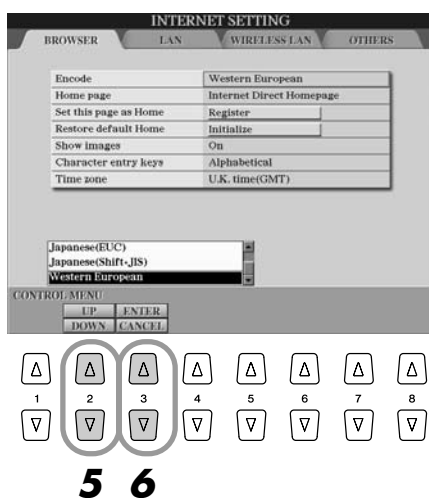 INTERNET SETTING
BROWSER LAN WIRELESS LAN OTHERS
Encode Western European
Home page Internet Direct Homepage
Set this page as Home Register
Restore default Home Initialize
Show images On
Character entry keys Alphabetical
Time zone U.K. time(GMT)
Japanese(EUC)
Japanese(Shift-JIS)
Western European
CONTROL MENU
UP ENTER
DOWN CANCEL
1 2 3 4 5 6 7 8
5 6